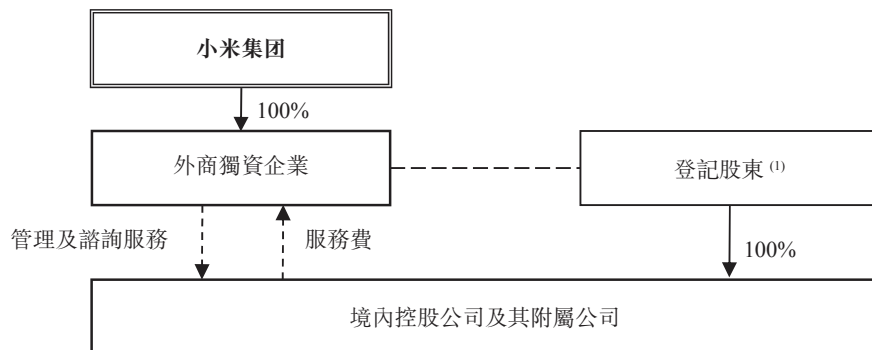 小米集团
100%
外商獨資企業
登記股東 (1)
管理及諮詢服務
服務費
100%
境內控股公司及其附屬公司